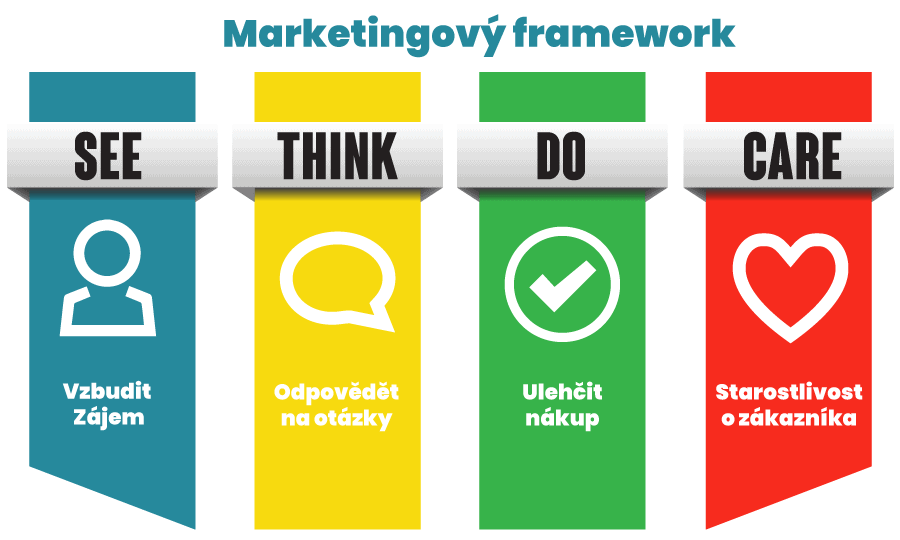 Marketingový framework
SEE
THINK
DO
CARE
Vzbudit
Zájem
Odpovědět
na otázky
Ulehčit
nákup
Starostlivost
o zákazníka